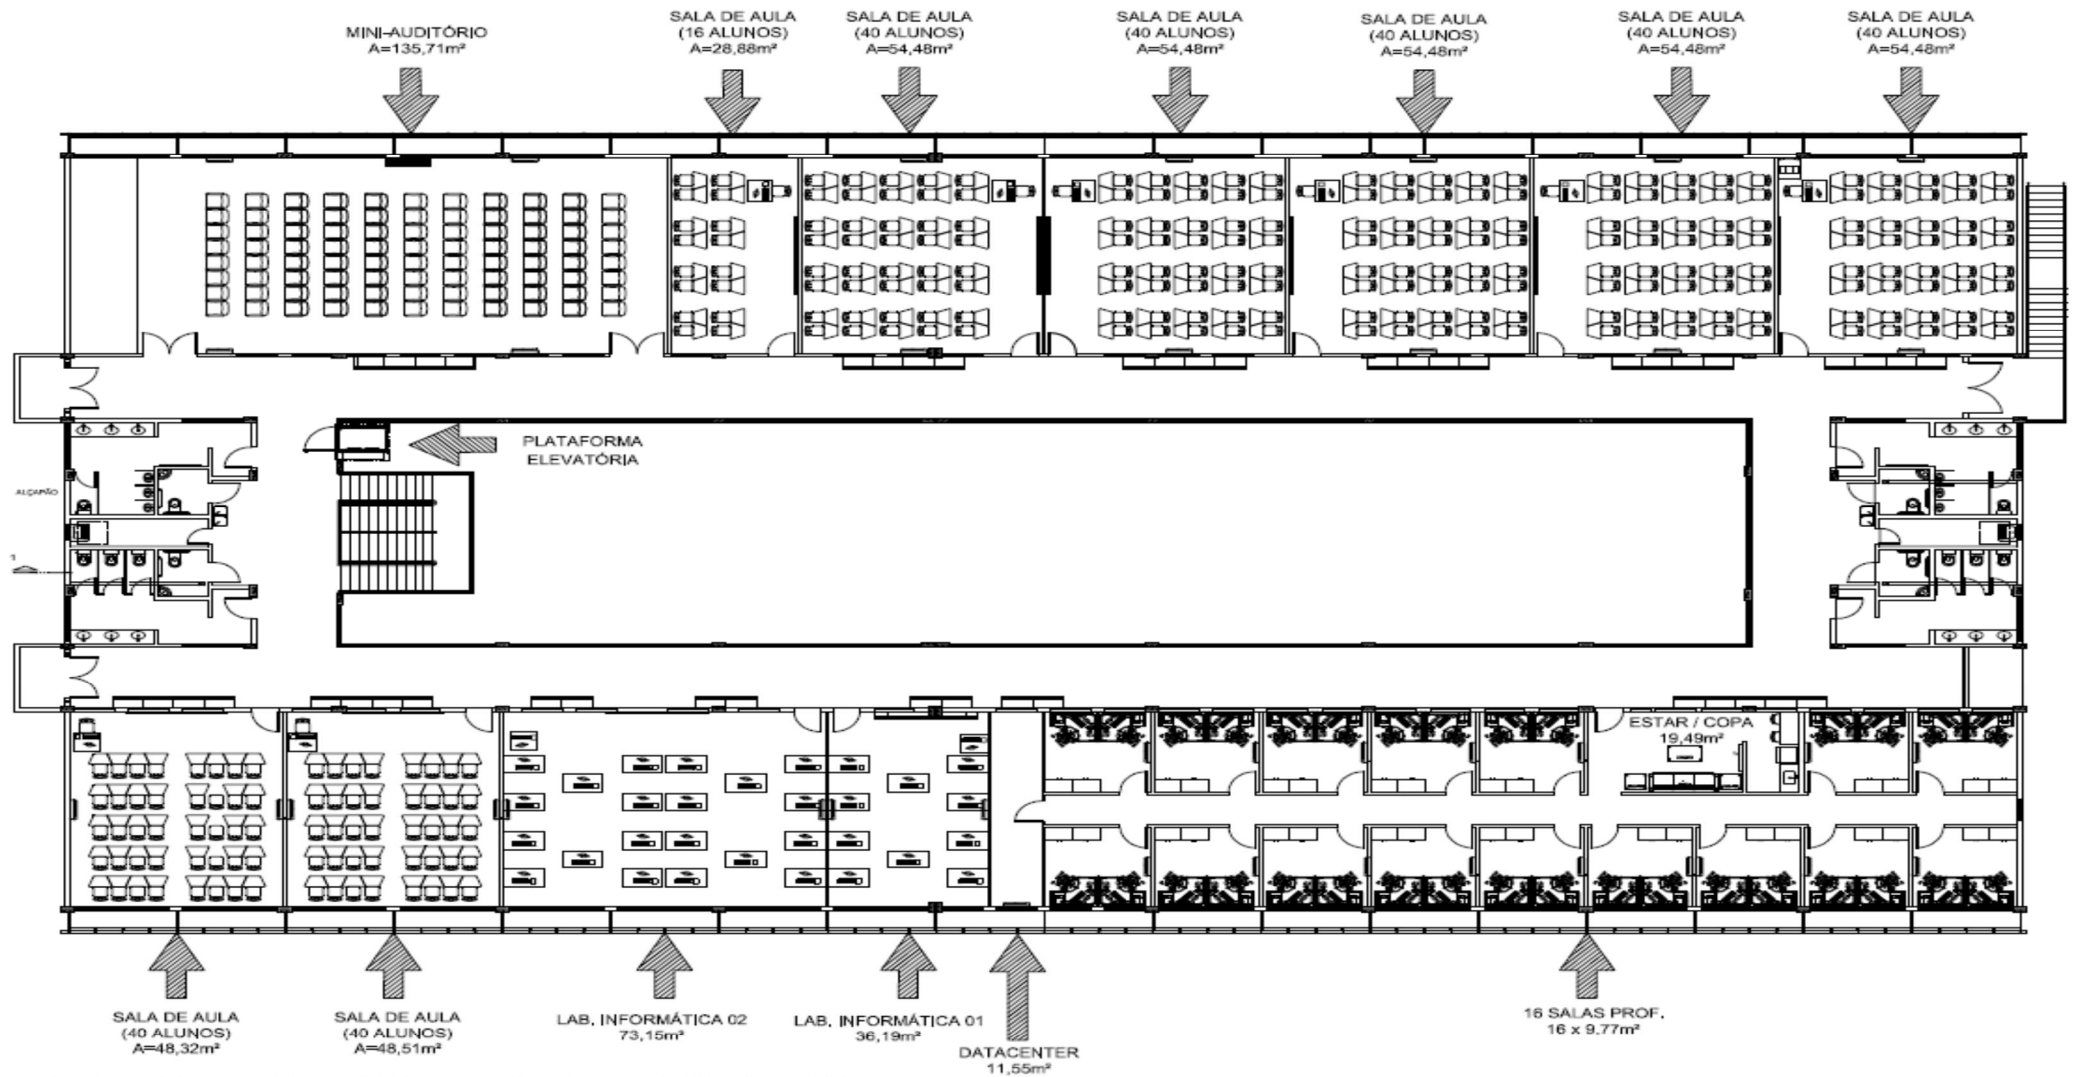 MINI-AUDITÓRIO
A=135,71m²
SALA DE AULA
(16 ALUNOS)
A=28,88m²
SALA DE AULA
(40 ALUNOS)
A=54,48m²
SALA DE AULA
(40 ALUNOS)
A=54,48m²
SALA DE AULA
(40 ALUNOS)
A=54,48m²
SALA DE AULA
(40 ALUNOS)
A=54,48m²
SALA DE AULA
(40 ALUNOS)
A=54,48m²
PLATAFORMA
ELEVATÓRIA
ALÇAPÃO
1
ESTAR / COPA
19,49m²
SALA DE AULA
(40 ALUNOS)
A=48,32m²
SALA DE AULA
(40 ALUNOS)
A=48,51m²
LAB. INFORMÁTICA 02
73,15m²
LAB. INFORMÁTICA 01
36,19m²
DATACENTER
11,55m²
16 SALAS PROF.
16 x 9,77m²